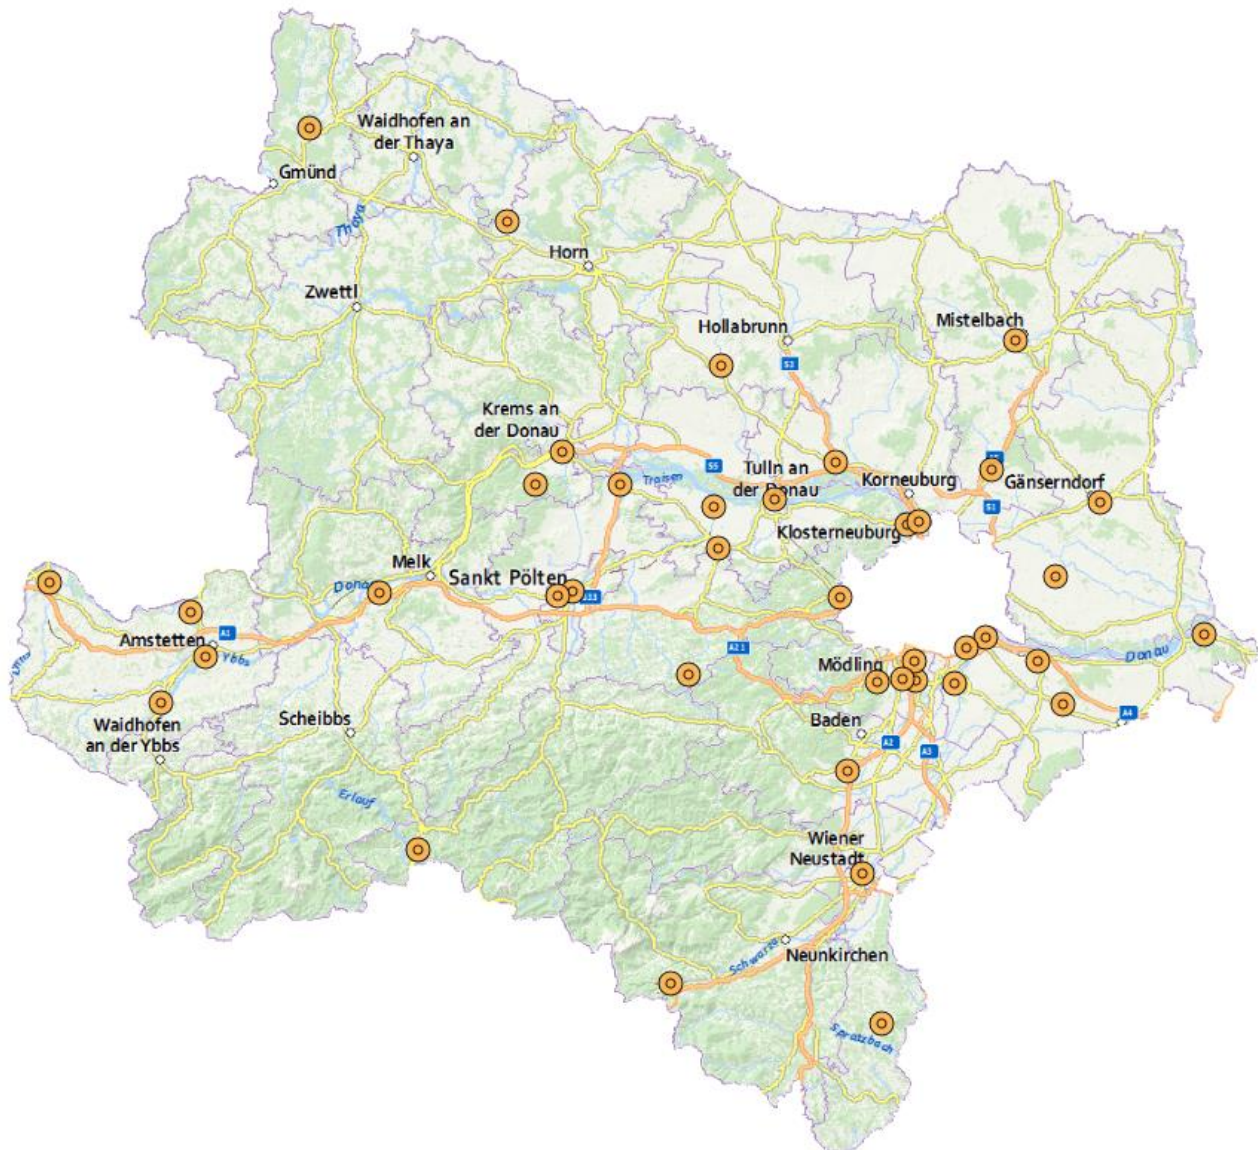 Waidhofen an
der Thaya
Gmünd
Thaya
Horn
Zwettl
Hollabrunn
Mistelbach
S3
Krems an
der Donau
S5
Tulln an
der Donau
Traisen
Korneuburg
Gänserndorf
S1
Klosterneuburg
Melk
Donau
Sankt Pölten
S33
Amstetten
A1
Ybbs
A21
Mödling
Donau
Waidhofen
an der Ybbs
Scheibbs
Baden
A4
A2
A3
Erlauf
Wiener
Neustadt
Schwarza
Neunkirchen
Spratzbach